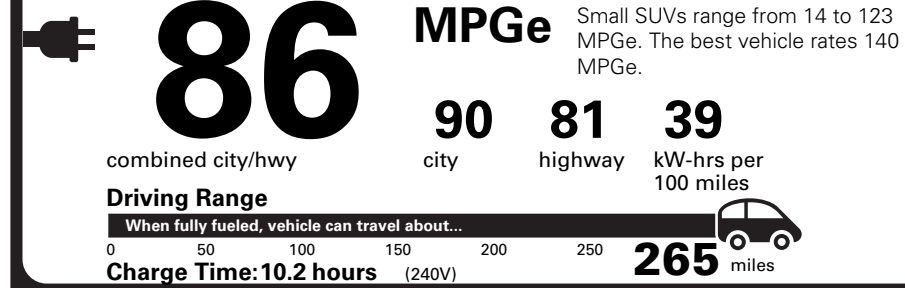 86
MPGe
Small SUVs range from 14 to 123
MPGe. The best vehicle rates 140
MPGe.
90 81 39
combined city/hwy city highway kW-hrs per
100 miles
Driving Range
When fully fueled, vehicle can travel about...
0 50 100 150 200 250 265 miles
Charge Time: 10.2 hours (240V)